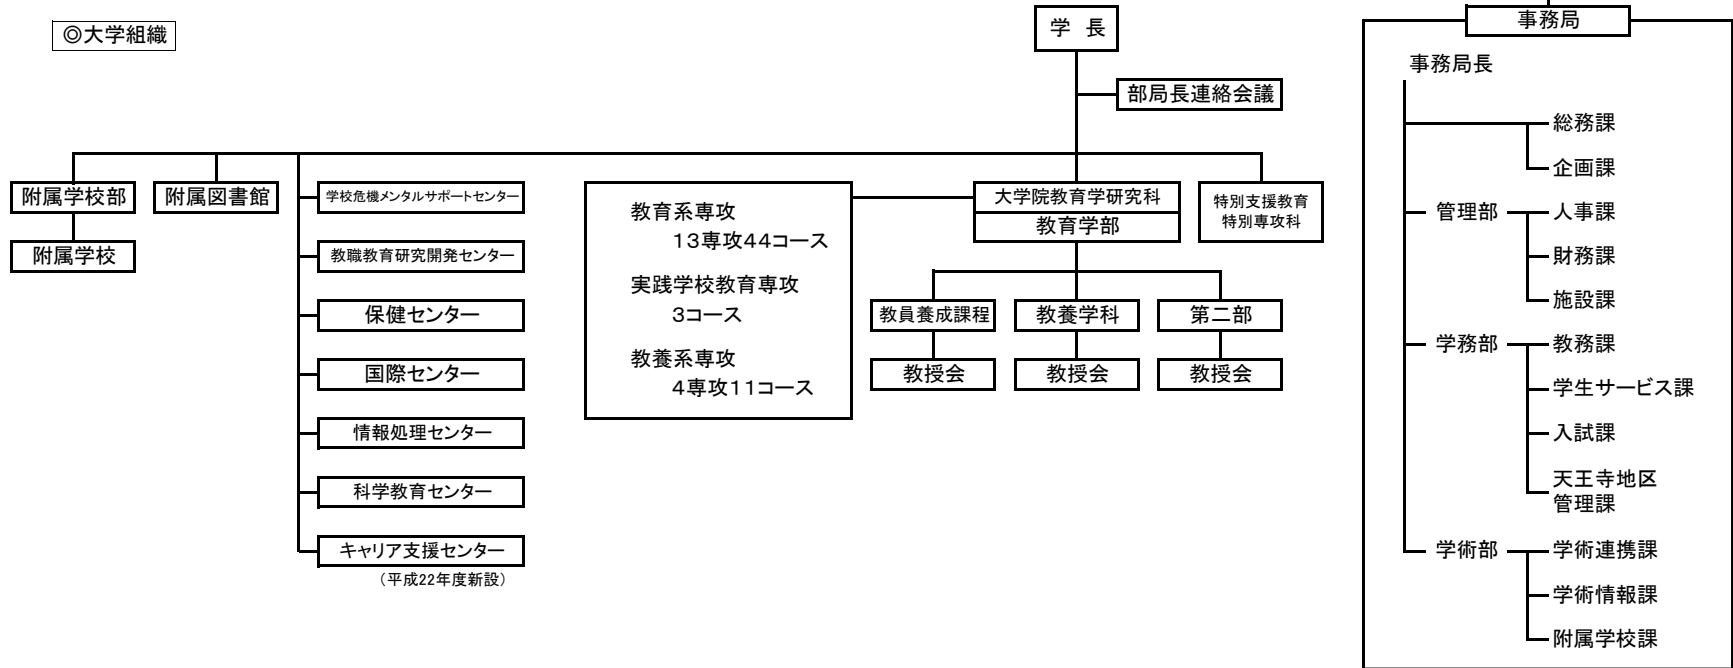 ◎大学組織
学 長
部局長連絡会議
附属学校部
附属学校
附属図書館
学校危機メンタルサポートセンター
教職教育研究開発センター
保健センター
国際センター
情報処理センター
科学教育センター
キャリア支援センター
（平成22年度新設）
教育系専攻
13専攻44コース
実践学校教育専攻
3コース
教養系専攻
4専攻11コース
大学院教育学研究科
教育学部
教員養成課程
教養学科
第二部
教授会
教授会
教授会
特別支援教育
特別専攻科
事務局
事務局長
総務課
企画課
管理部
人事課
財務課
施設課
学務部
教務課
学生サービス課
入試課
天王寺地区
管理課
学術部
学術連携課
学術情報課
附属学校課